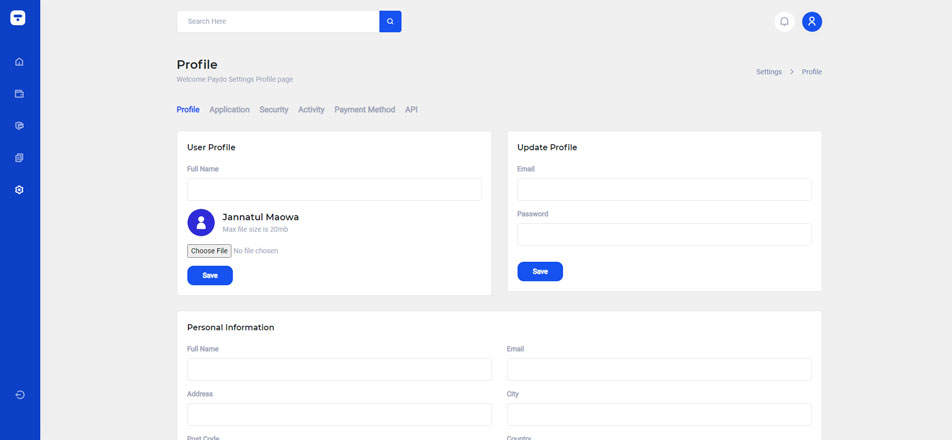 Search Here
Profile
Welcome Paydo Settings Profile page
Settings > Profile
Profile Application Security Activity Payment Method API
User Profile
Full Name
Jannatul Maowa
Max file size is 20mb
Choose File No file chosen
Save
Update Profile
Email
Password
Save
Personal Information
Full Name Email
Address City
Post Code Country